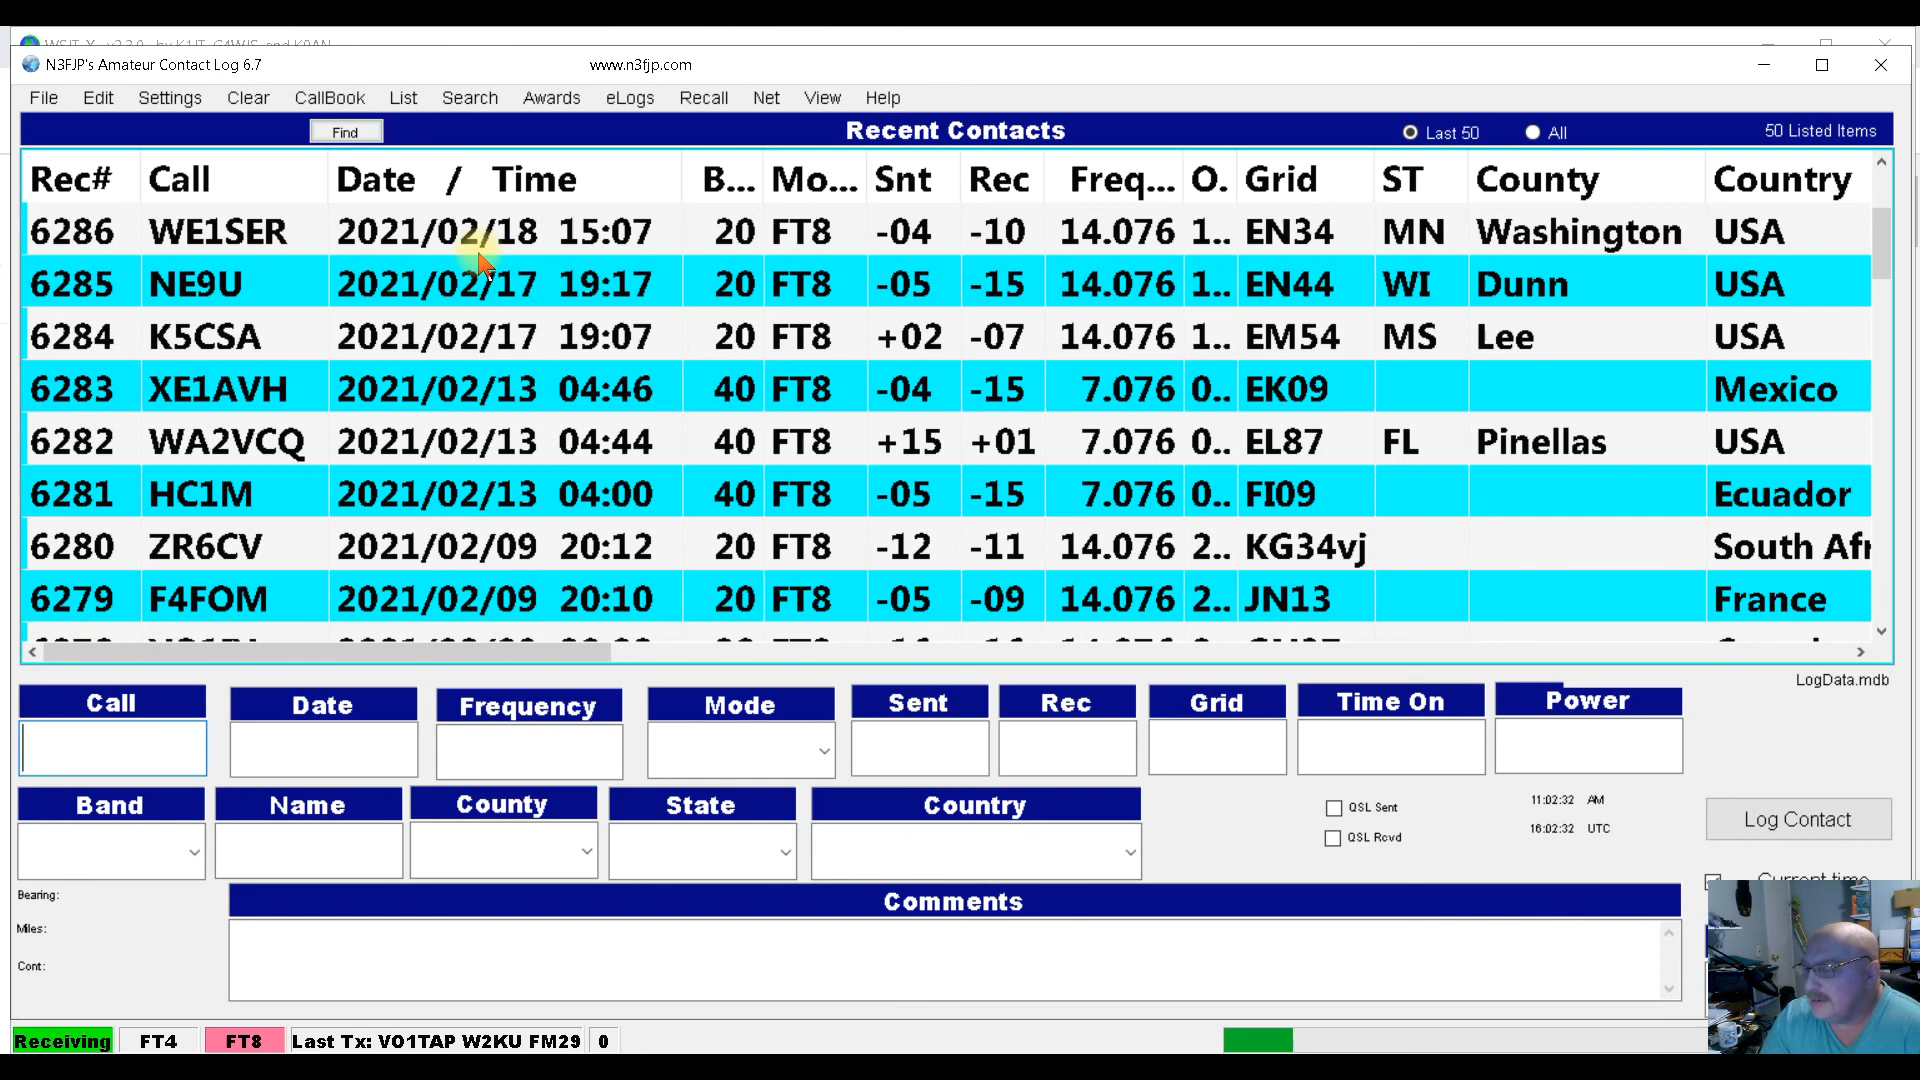 WSJT-X v2.3.0 by K1JT, G4WJS, and K9AN
N3FJP's Amateur Contact Log 6.7 www.n3fjp.com
File Edit Settings Clear CallBook List Search Awards eLogs Recall Net View Help
Find Recent Contacts Last 50 All 50 Listed Items
Rec# Call Date / Time B... Mo... Snt Rec Freq... O. Grid ST County Country
6286 WE1SER 2021/02/18 15:07 20 FT8 -04 -10 14.076 1.. EN34 MN Washington USA
6285 NE9U 2021/02/17 19:17 20 FT8 -05 -15 14.076 1.. EN44 WI Dunn USA
6284 K5CSA 2021/02/17 19:07 20 FT8 +02 -07 14.076 1.. EM54 MS Lee USA
6283 XE1AVH 2021/02/13 04:46 40 FT8 -04 -15 7.076 0.. EK09 Mexico
6282 WA2VCQ 2021/02/13 04:44 40 FT8 +15 +01 7.076 0.. EL87 FL Pinellas USA
6281 HC1M 2021/02/13 04:00 40 FT8 -05 -15 7.076 0.. FI09 Ecuador
6280 ZR6CV 2021/02/09 20:12 20 FT8 -12 -11 14.076 2.. KG34vj South Afr
6279 F4FOM 2021/02/09 20:10 20 FT8 -05 -09 14.076 2.. JN13 France
LogData.mdb
Call Date Frequency Mode Sent Rec Grid Time On Power
Band Name County State Country
QSL Sent 11:02:32 AM
QSL Rcvd 16:02:32 UTC
Log Contact
Current time
Bearing:
Miles:
Cont:
Comments
Receiving FT4 FT8 Last Tx: VO1TAP W2KU FM29 0